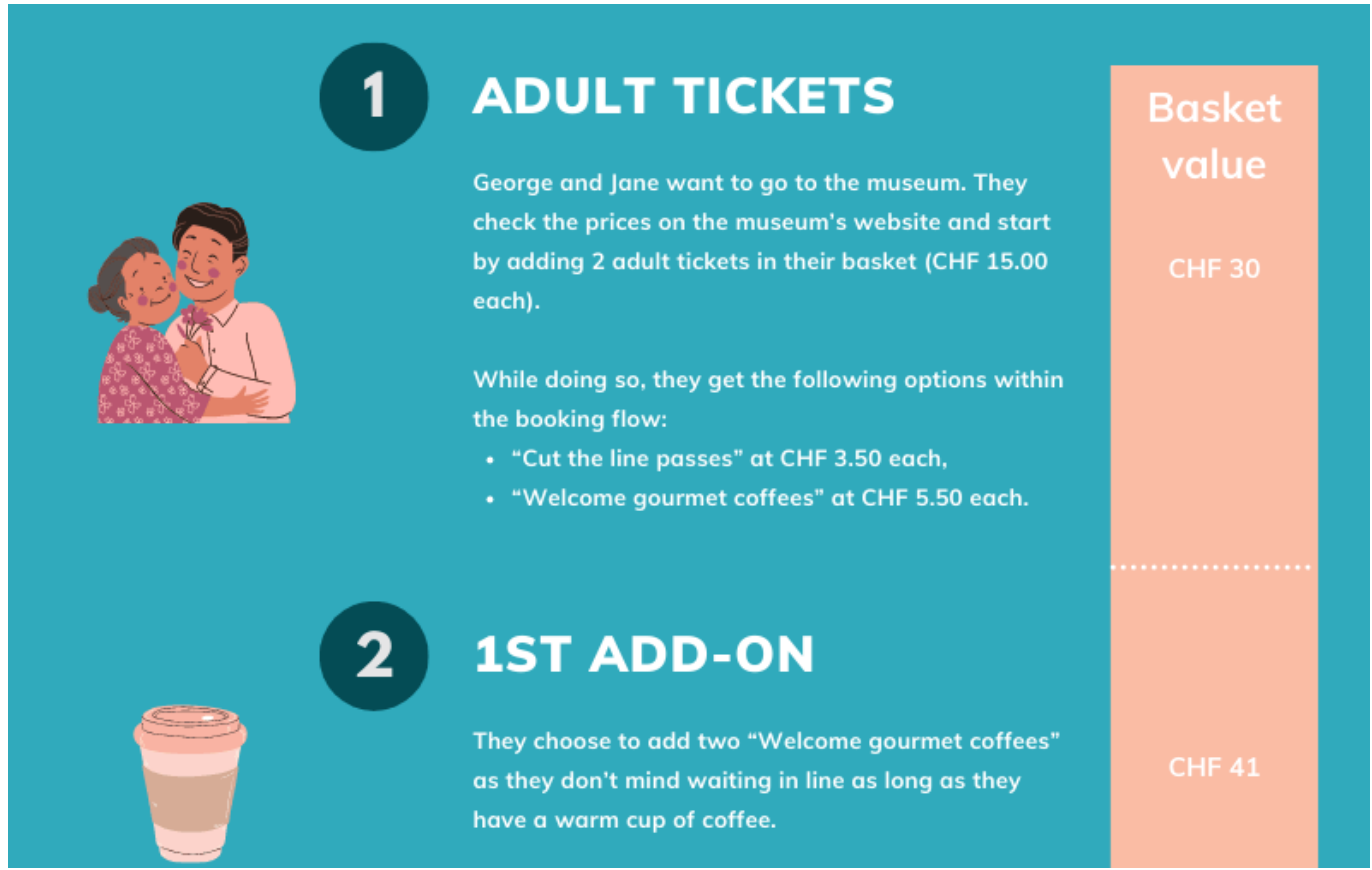 1
ADULT TICKETS
George and Jane want to go to the museum. They
check the prices on the museum's website and start
by adding 2 adult tickets in their basket (CHF 15.00
each).
While doing so, they get the following options within
the booking flow:
• “Cut the line passes” at CHF 3.50 each,
• “Welcome gourmet coffees” at CHF 5.50 each.
Basket
value
CHF 30
2
1ST ADD-ON
They choose to add two “Welcome gourmet coffees”
as they don't mind waiting in line as long as they
have a warm cup of coffee.
CHF 41